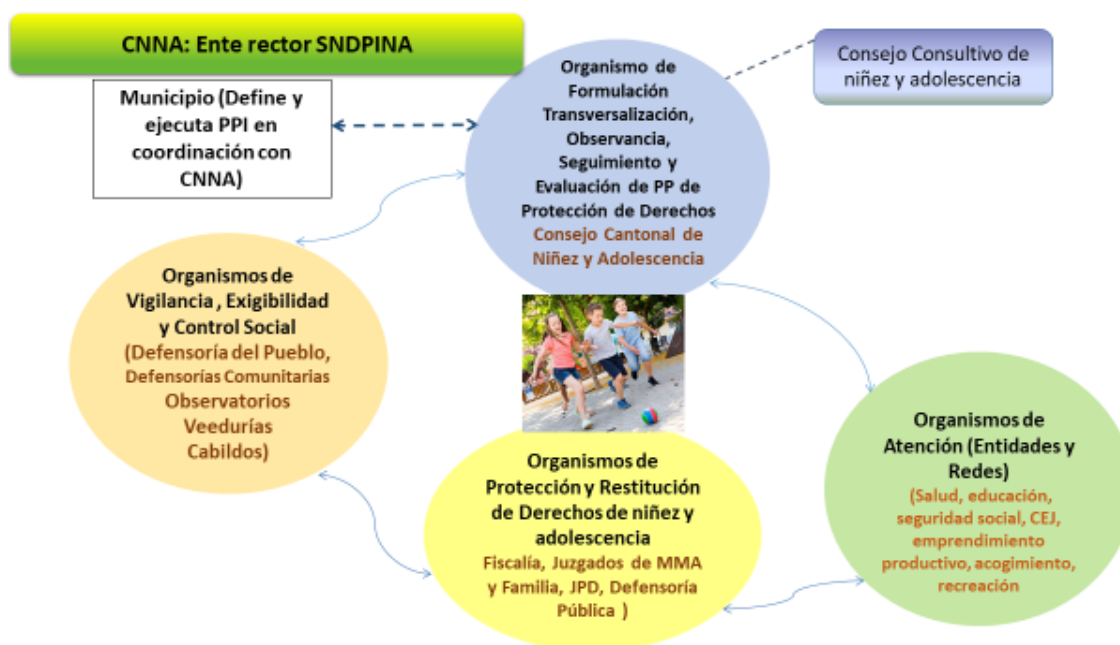 CNNA: Ente rector SNDPINA
Municipio (Define y
ejecuta PPI en
coordinación con
CNNA)
Organismo de
Formulación
Transversalización,
Observancia,
Seguimiento y
Evaluación de PP de
Protección de Derechos
Consejo Cantonal de
Niñez y Adolescencia
Consejo Consultivo de
niñez y adolescencia
Organismos de
Vigilancia , Exigibilidad
y Control Social
(Defensoría del Pueblo,
Defensorías Comunitarias
Observatorios
Veedurías
Cabildos)
Organismos de
Protección y Restitución
de Derechos de niñez y
adolescencia
Fiscalía, Juzgados de MMA
y Familia, JPD, Defensoría
Pública )
Organismos de
Atención (Entidades y
Redes)
(Salud, educación,
seguridad social, CEJ,
emprendimiento
productivo, acogimiento,
recreación